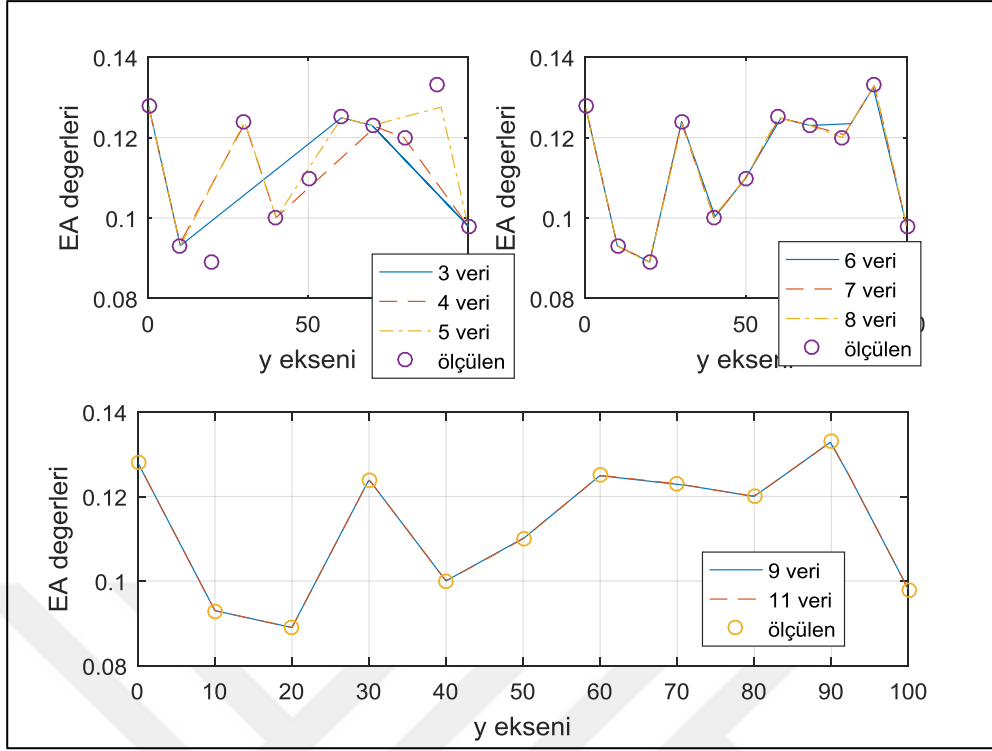 0.14
0.12
0.1
0.08
EA degerleri
0
50
y ekseni
3 veri
4 veri
5 veri
ölçülen
0.14
0.12
0.1
0.08
EA degerleri
0
50
0
y ekseni
6 veri
7 veri
8 veri
ölçülen
0.14
0.12
0.1
0.08
EA degerleri
0 10 20 30 40 50 60 70 80 90 100
y ekseni
9 veri
11 veri
ölçülen